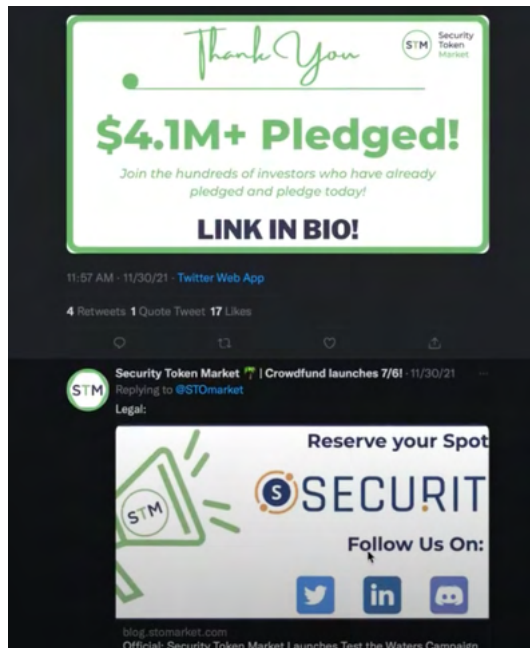 Thank You
STM
Security
Token
Market
$4.1M+ Pledged!
Join the hundreds of investors who have already
pledged and pledge today!
LINK IN BIO!
11:57 AM · 11/30/21 · Twitter Web App
4 Retweets 1 Quote Tweet 17 Likes
STM
Security Token Market 🌴 | Crowdfund launches 7/6! · 11/30/21
Replying to @STOmarket
Legal:
Reserve your Spot
STM
S SECURIT
Follow Us On:
in
blog.stomarket.com
Official: Security Token Market Launches Test the Waters Campaign